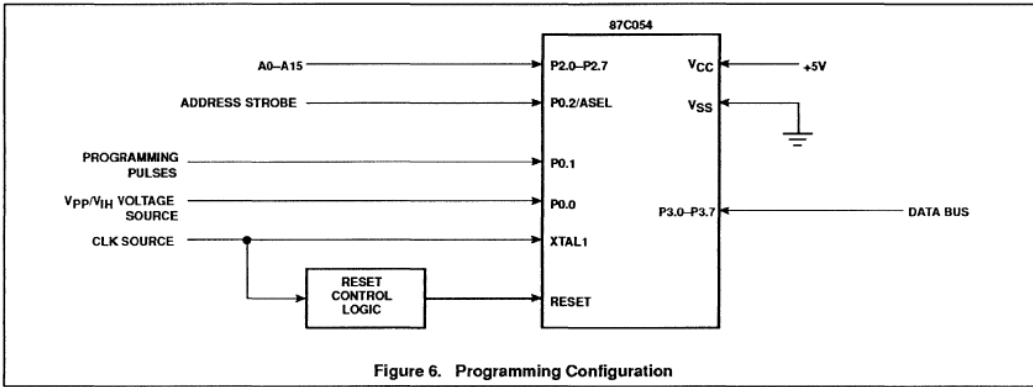 87C054
A0–A15
P2.0–P2.7
VCC
+5V
ADDRESS STROBE
P0.2/ASEL
VSS
PROGRAMMING
PULSES
P0.1
VPP/VIH VOLTAGE
SOURCE
P0.0
P3.0–P3.7
DATA BUS
CLK SOURCE
XTAL1
RESET
CONTROL
LOGIC
RESET
Figure 6. Programming Configuration